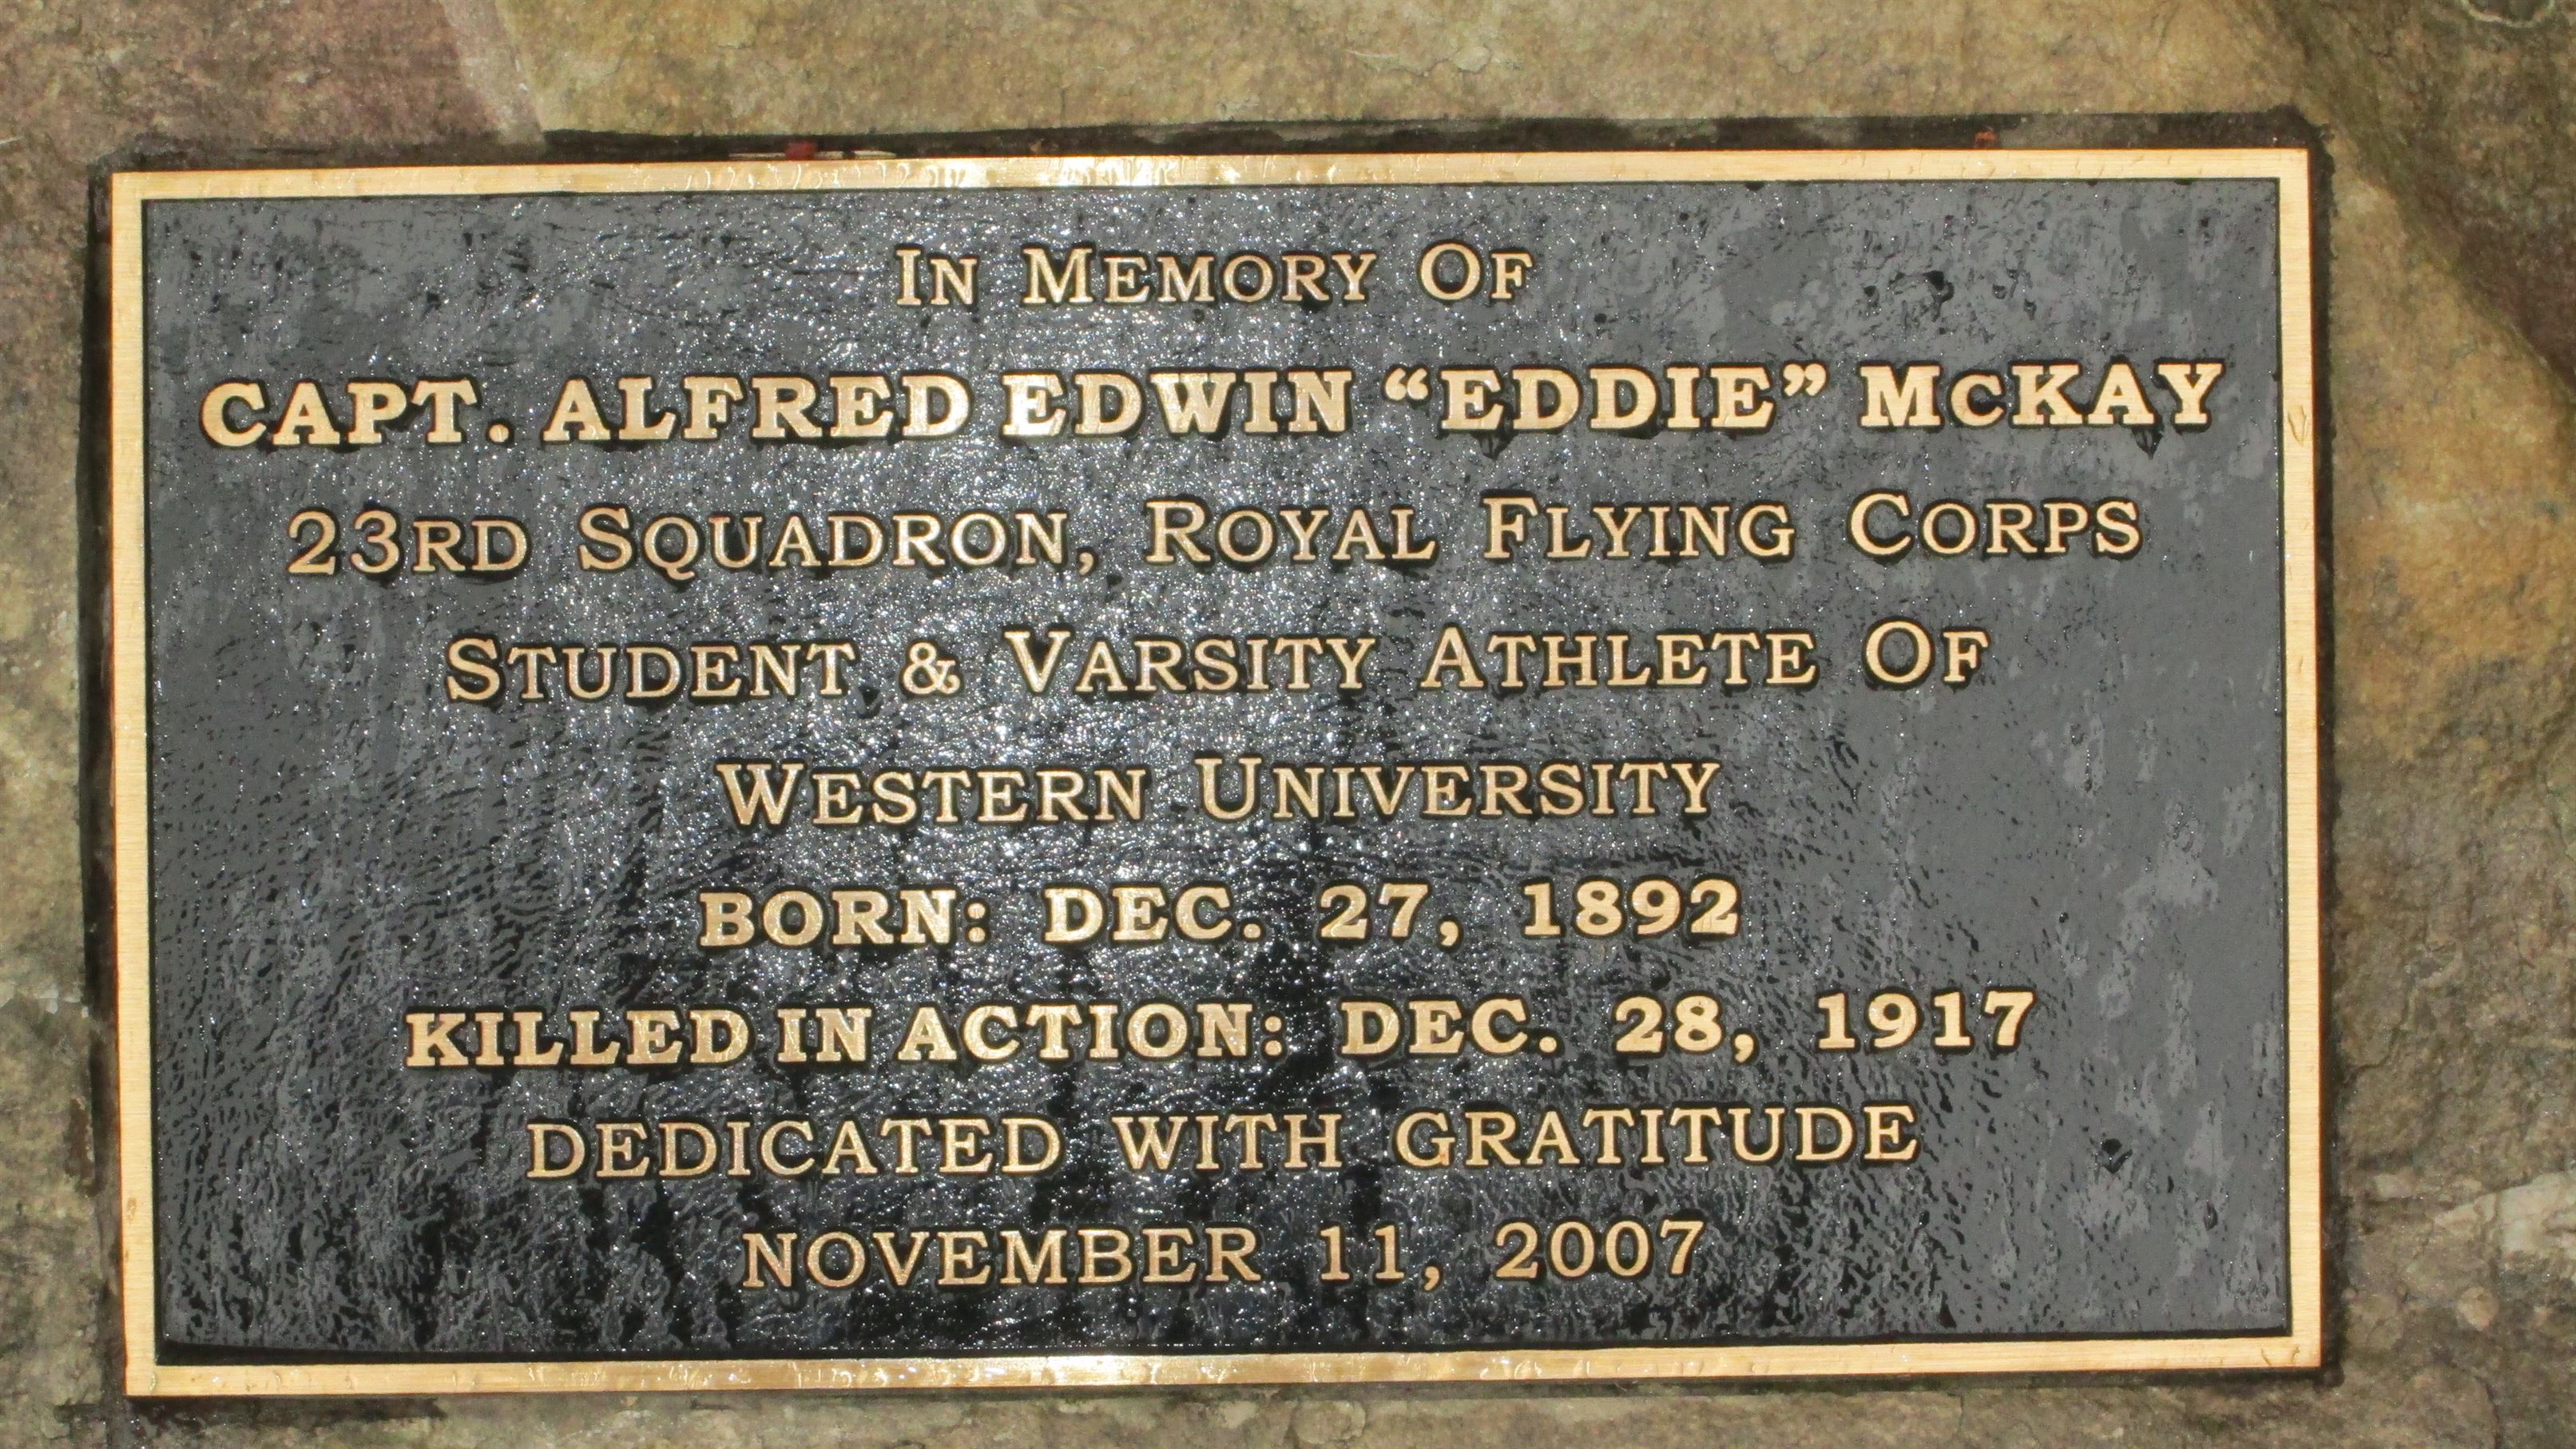 In Memory Of
CAPT. ALFRED EDWIN “EDDIE” McKAY
23rd Squadron, Royal Flying Corps
Student & Varsity Athlete Of
Western University
BORN: DEC. 27, 1892
KILLED IN ACTION: DEC. 28, 1917
DEDICATED WITH GRATITUDE
NOVEMBER 11, 2007